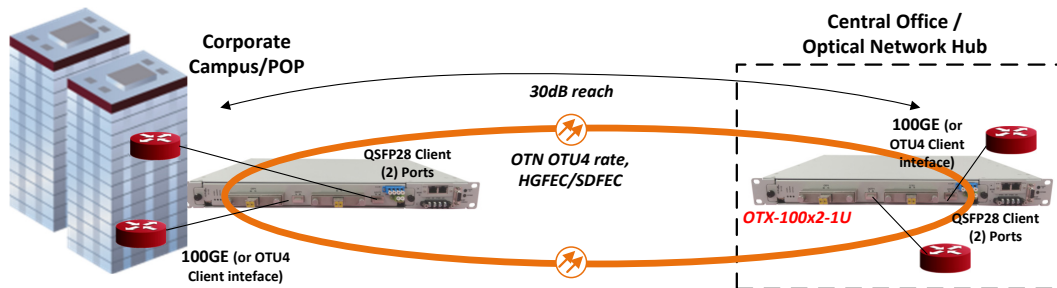 Corporate
Campus/POP
Central Office /
Optical Network Hub
30dB reach
QSFP28 Client
(2) Ports
OTN OTU4 rate,
HGFEC/SDFEC
100GE (or
OTU4 Client
inteface)
OTX-100x2-1U
QSFP28 Client
(2) Ports
100GE (or OTU4
Client inteface)